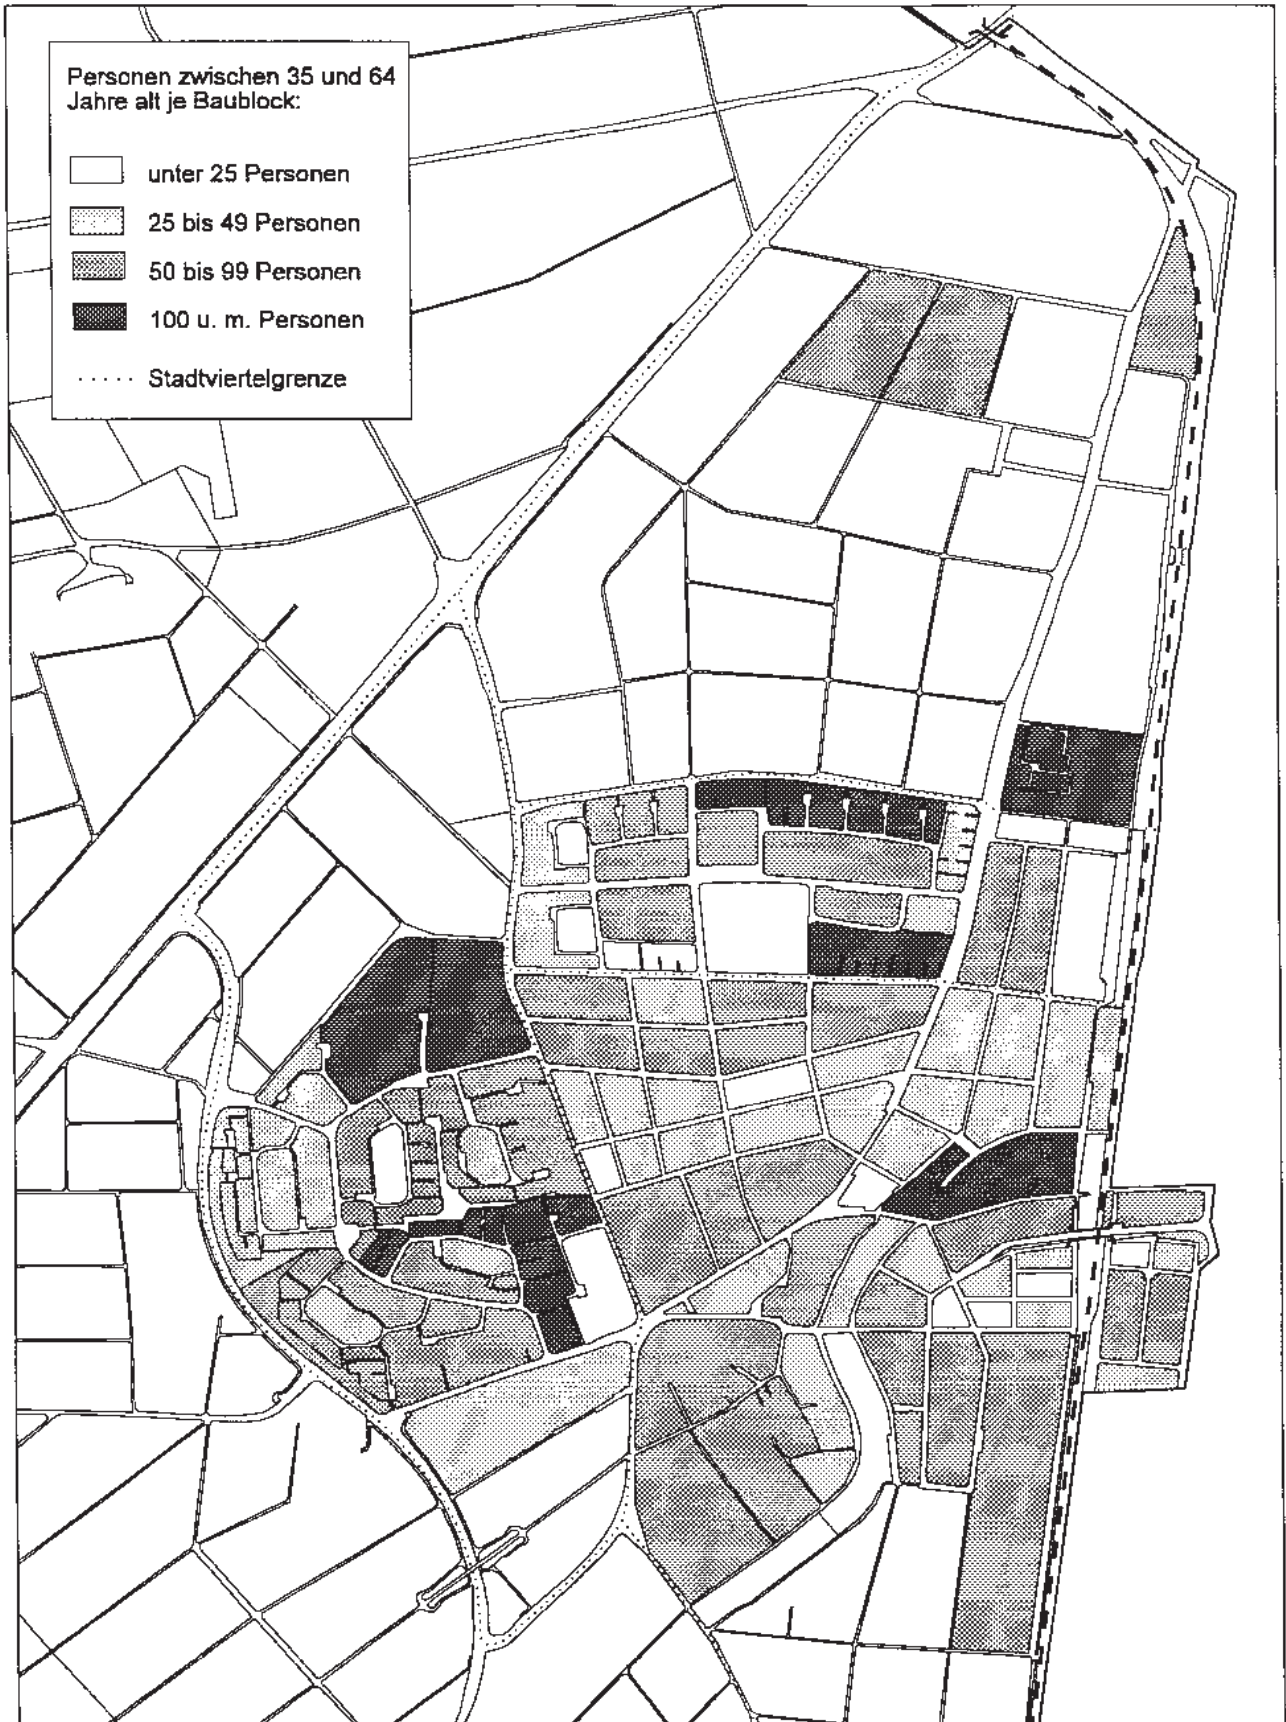 Personen zwischen 35 und 64
Jahre alt je Baublock:
unter 25 Personen
25 bis 49 Personen
50 bis 99 Personen
100 u. m. Personen
Stadtviertelgrenze